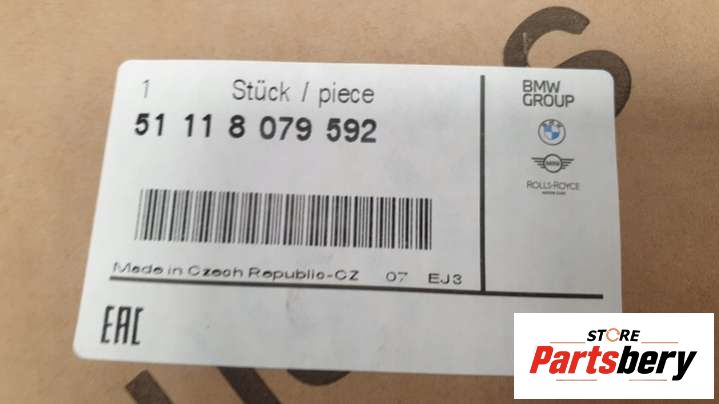 1 Stück / piece
51 11 8 079 592
Made in Czech Republic-CZ 07 EJ3
EAC
BMW
GROUP
MINI
ROLLS-ROYCE
STORE
Partsbery